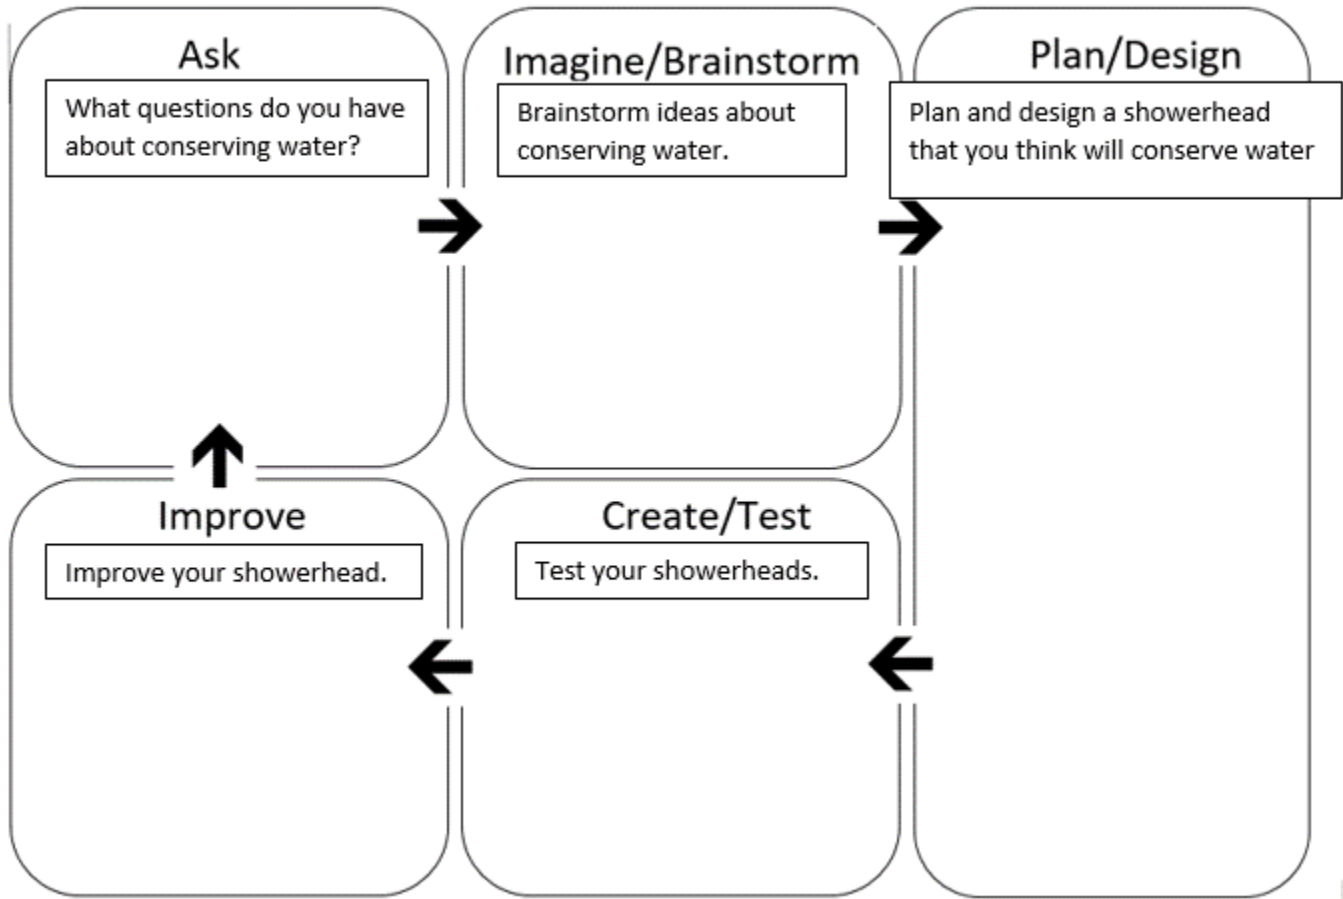 Ask
What questions do you have
about conserving water?
Imagine/Brainstorm
Brainstorm ideas about
conserving water.
Plan/Design
Plan and design a showerhead
that you think will conserve water
Create/Test
Test your showerheads.
Improve
Improve your showerhead.